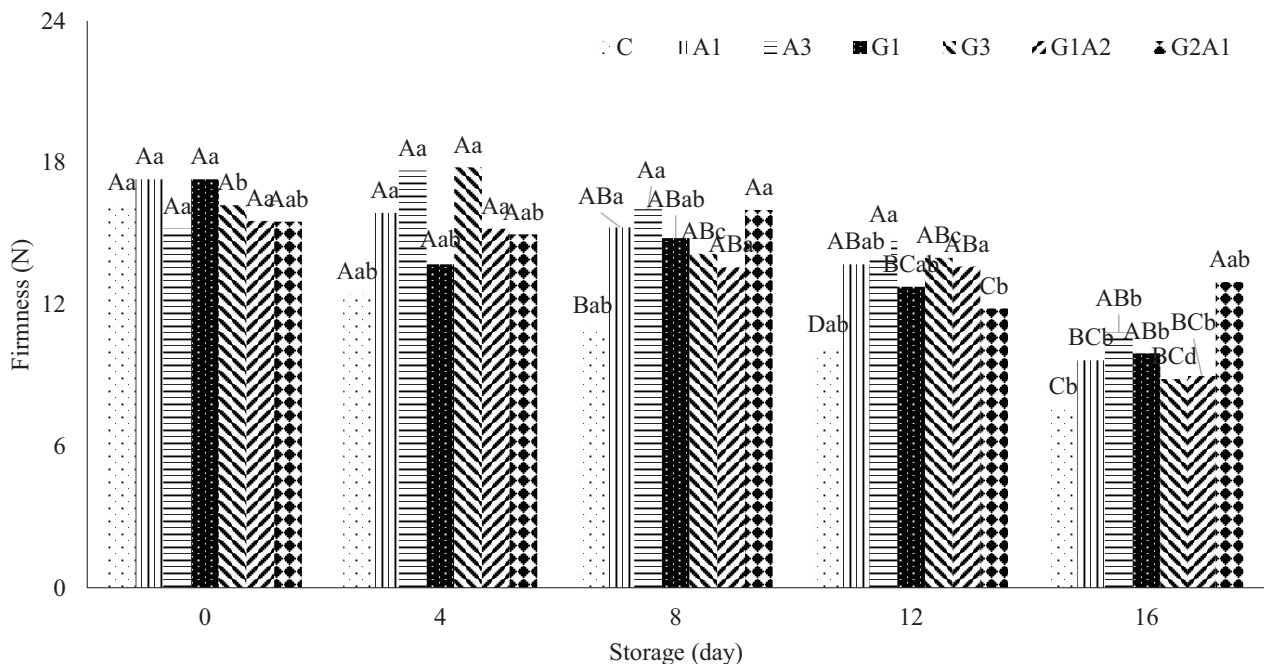 24
18
12
6
0
Firmness (N)
C A1 A3 G1 G3 G1A2 G2A1
Aa Aa Aa Aa Ab Aa Aab
Aab Aa Aa Aab Aa Aa Aab
Bab ABa Aa ABab ABc ABa Aa
Dab ABab Aa BCab ABc ABa Cb
Cb BCb ABb ABb BCd BCb Aab
0 4 8 12 16
Storage (day)